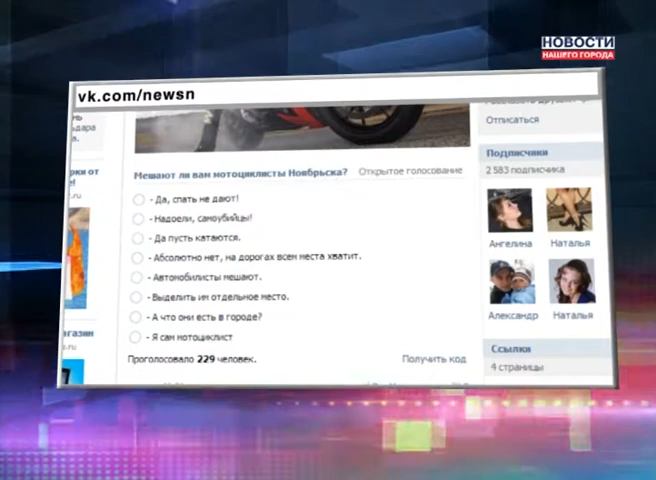 НОВОСТИ
НАШЕГО ГОРОДА
vk.com/newsn
Отписаться
Мешают ли вам мотоциклисты Ноябрьска? Открытое голосование
- Да, спать не дают!
- Надоели, самоубийцы!
- Да пусть катаются.
- Абсолютно нет, на дорогах всем места хватит.
- Автомобилисты мешают.
- Выделить им отдельное место.
- А что они есть в городе?
- Я сам мотоциклист
Проголосовало 229 человек.
Получить код
Подписчики
2 583 подписчика
Ангелина Наталья
Александр Наталья
Ссылки
4 страницы